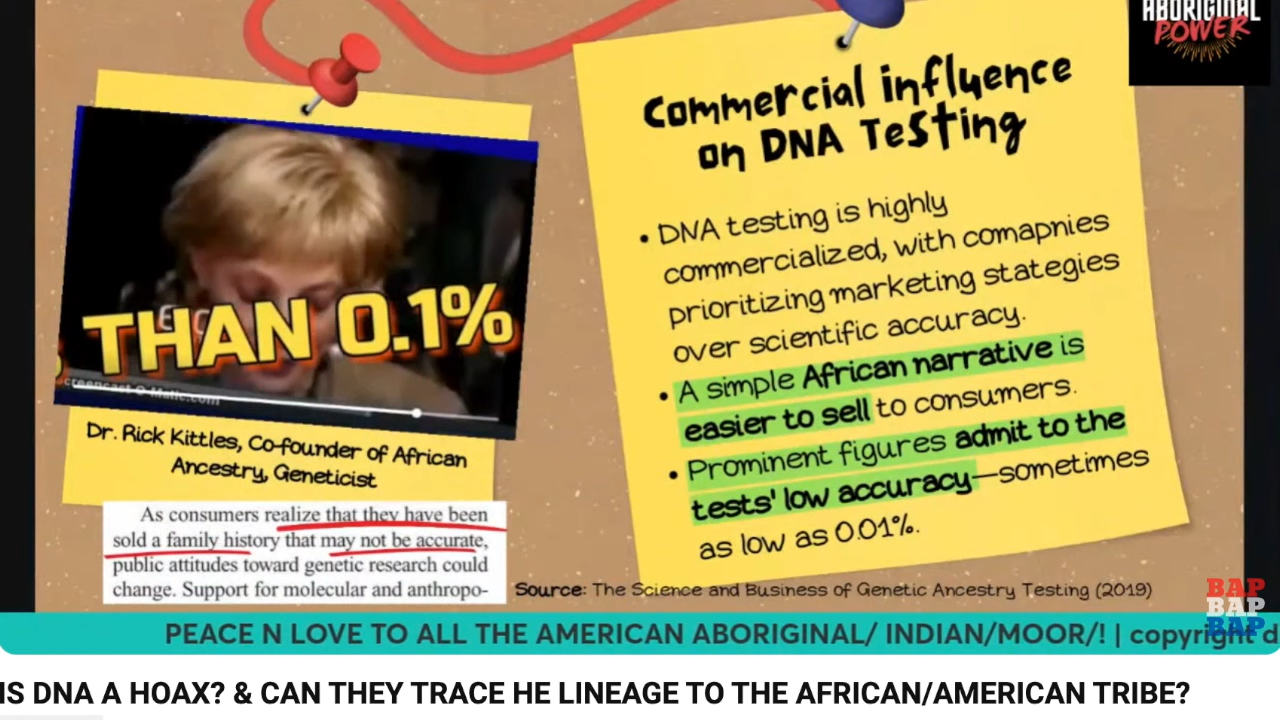 ABORIGINAL
POWER
Commercial influence
on DNA Testing
• DNA testing is highly
commercialized, with comapnies
prioritizing marketing stategies
over scientific accuracy.
• A simple African narrative is
easier to sell to consumers.
• Prominent figures admit to the
tests' low accuracy—sometimes
as low as 0.01%.
THAN 0.1%
Screencast-O-Matic.com
Dr. Rick Kittles, Co-founder of African
Ancestry, Geneticist
As consumers realize that they have been
sold a family history that may not be accurate,
public attitudes toward genetic research could
change. Support for molecular and anthropo-
Source: The Science and Business of Genetic Ancestry Testing (2019)
BAP
BAP
BAP
PEACE N LOVE TO ALL THE AMERICAN ABORIGINAL/ INDIAN/MOOR/! | copyright d
IS DNA A HOAX? & CAN THEY TRACE HE LINEAGE TO THE AFRICAN/AMERICAN TRIBE?